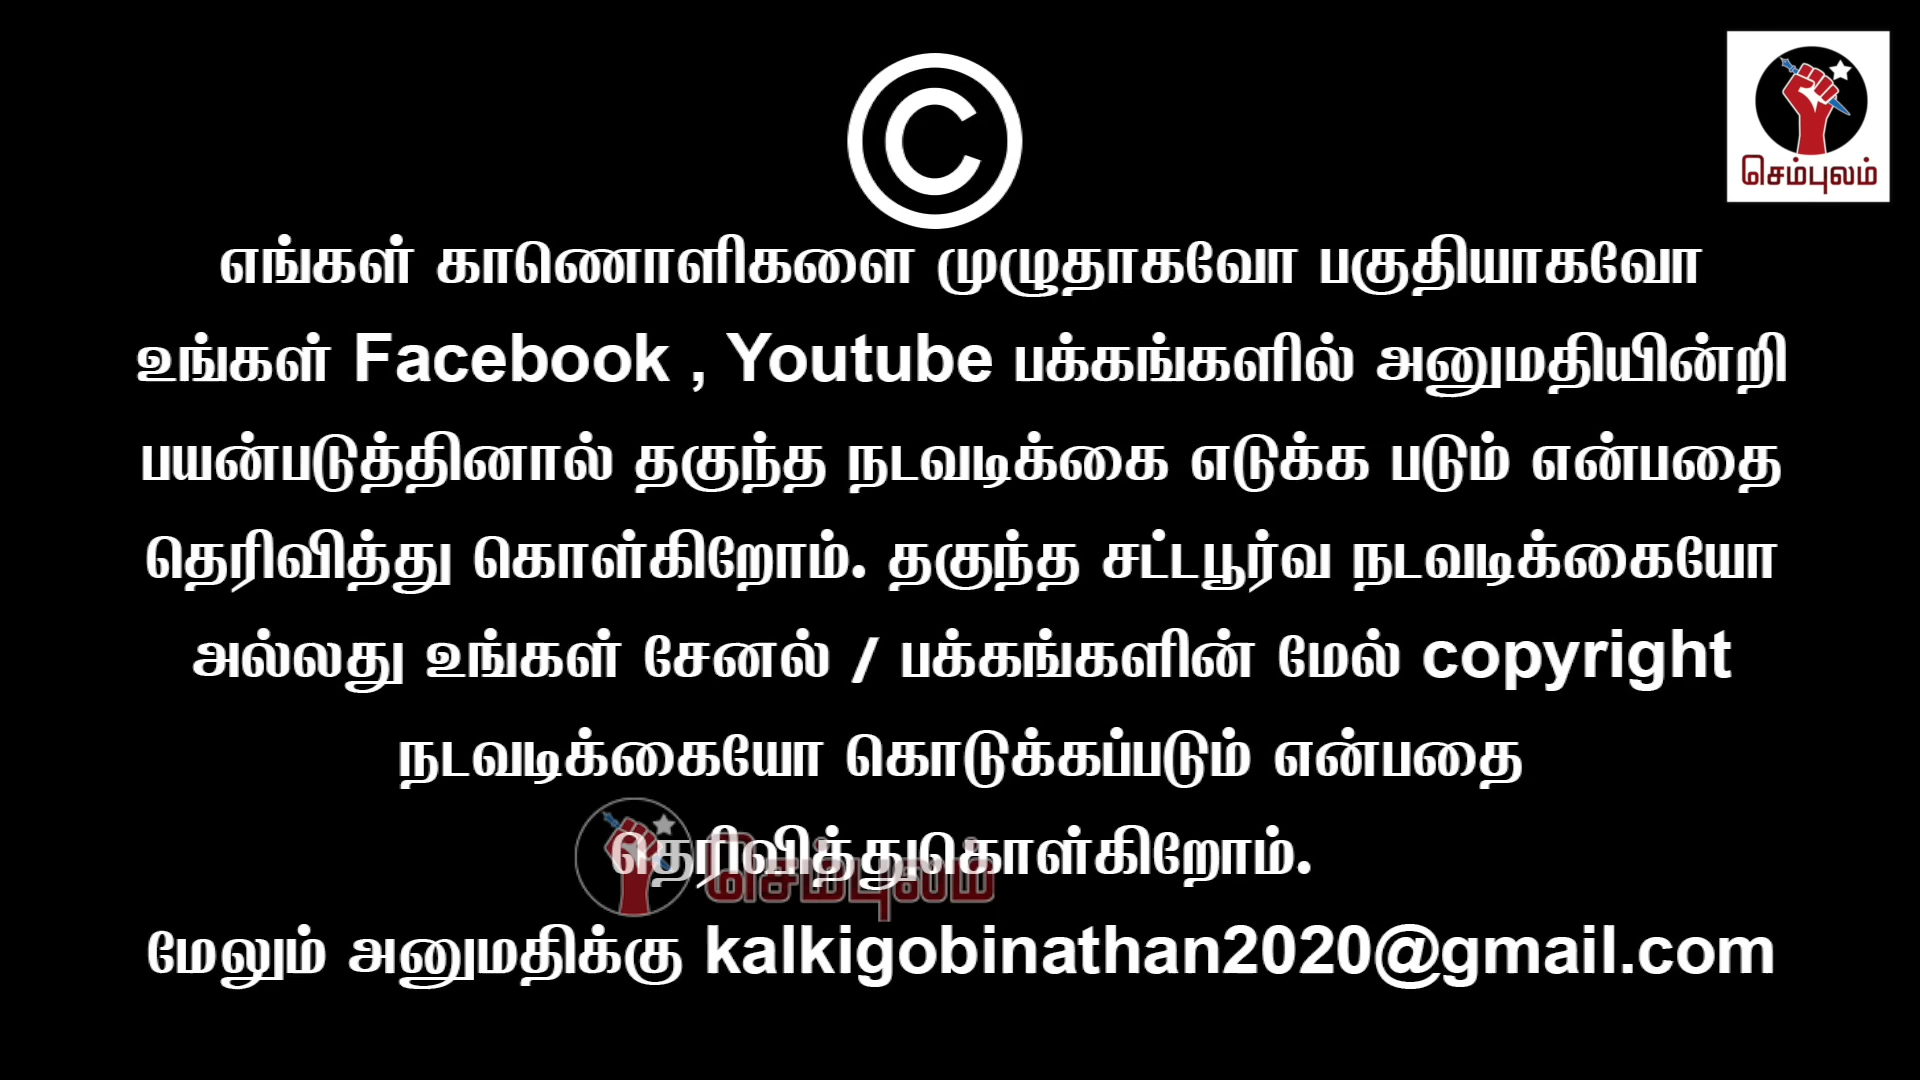 ©
செம்புலம்
எங்கள் காணொளிகளை முழுதாகவோ பகுதியாகவோ
உங்கள் Facebook , Youtube பக்கங்களில் அனுமதியின்றி
பயன்படுத்தினால் தகுந்த நடவடிக்கை எடுக்க படும் என்பதை
தெரிவித்து கொள்கிறோம். தகுந்த சட்டபூர்வ நடவடிக்கையோ
அல்லது உங்கள் சேனல் / பக்கங்களின் மேல் copyright
நடவடிக்கையோ கொடுக்கப்படும் என்பதை
தெரிவித்துகொள்கிறோம்.
செம்புலம்
மேலும் அனுமதிக்கு kalkigobinathan2020@gmail.com